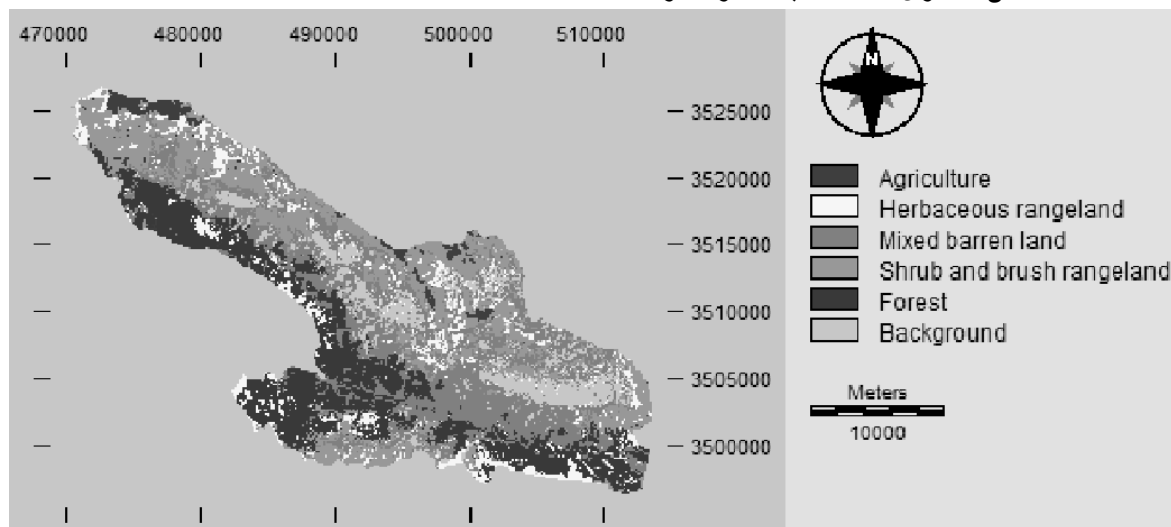 470000 480000 490000 500000 510000
3525000
3520000
3515000
3510000
3505000
3500000
N
Agriculture
Herbaceous rangeland
Mixed barren land
Shrub and brush rangeland
Forest
Background
Meters
10000